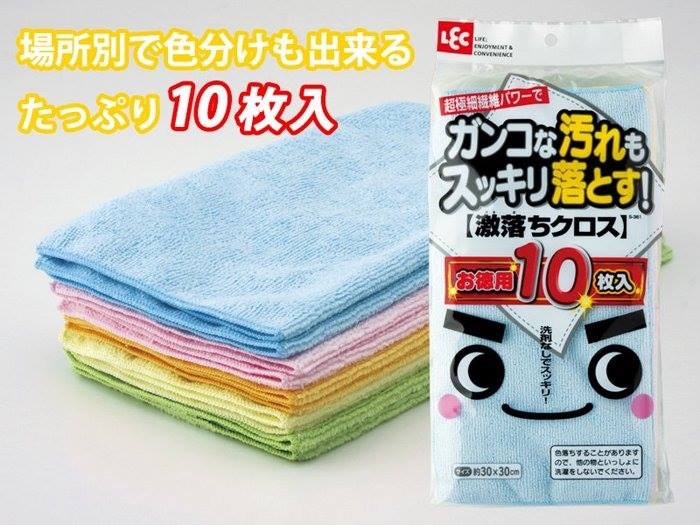 場所別で色分けも出来る
たっぷり10枚入
LEC
LIFE,
ENJOYMENT &
CONVENIENCE
超極細繊維パワーで
ガンコな汚れも
スッキリ落とす!
【激落ちクロス】
S-361
お徳用10枚入
洗剤なしでスッキリ!
サイズ 約30×30cm
色落ちすることがあります
ので、他の物といっしょに
洗濯をしないでください。